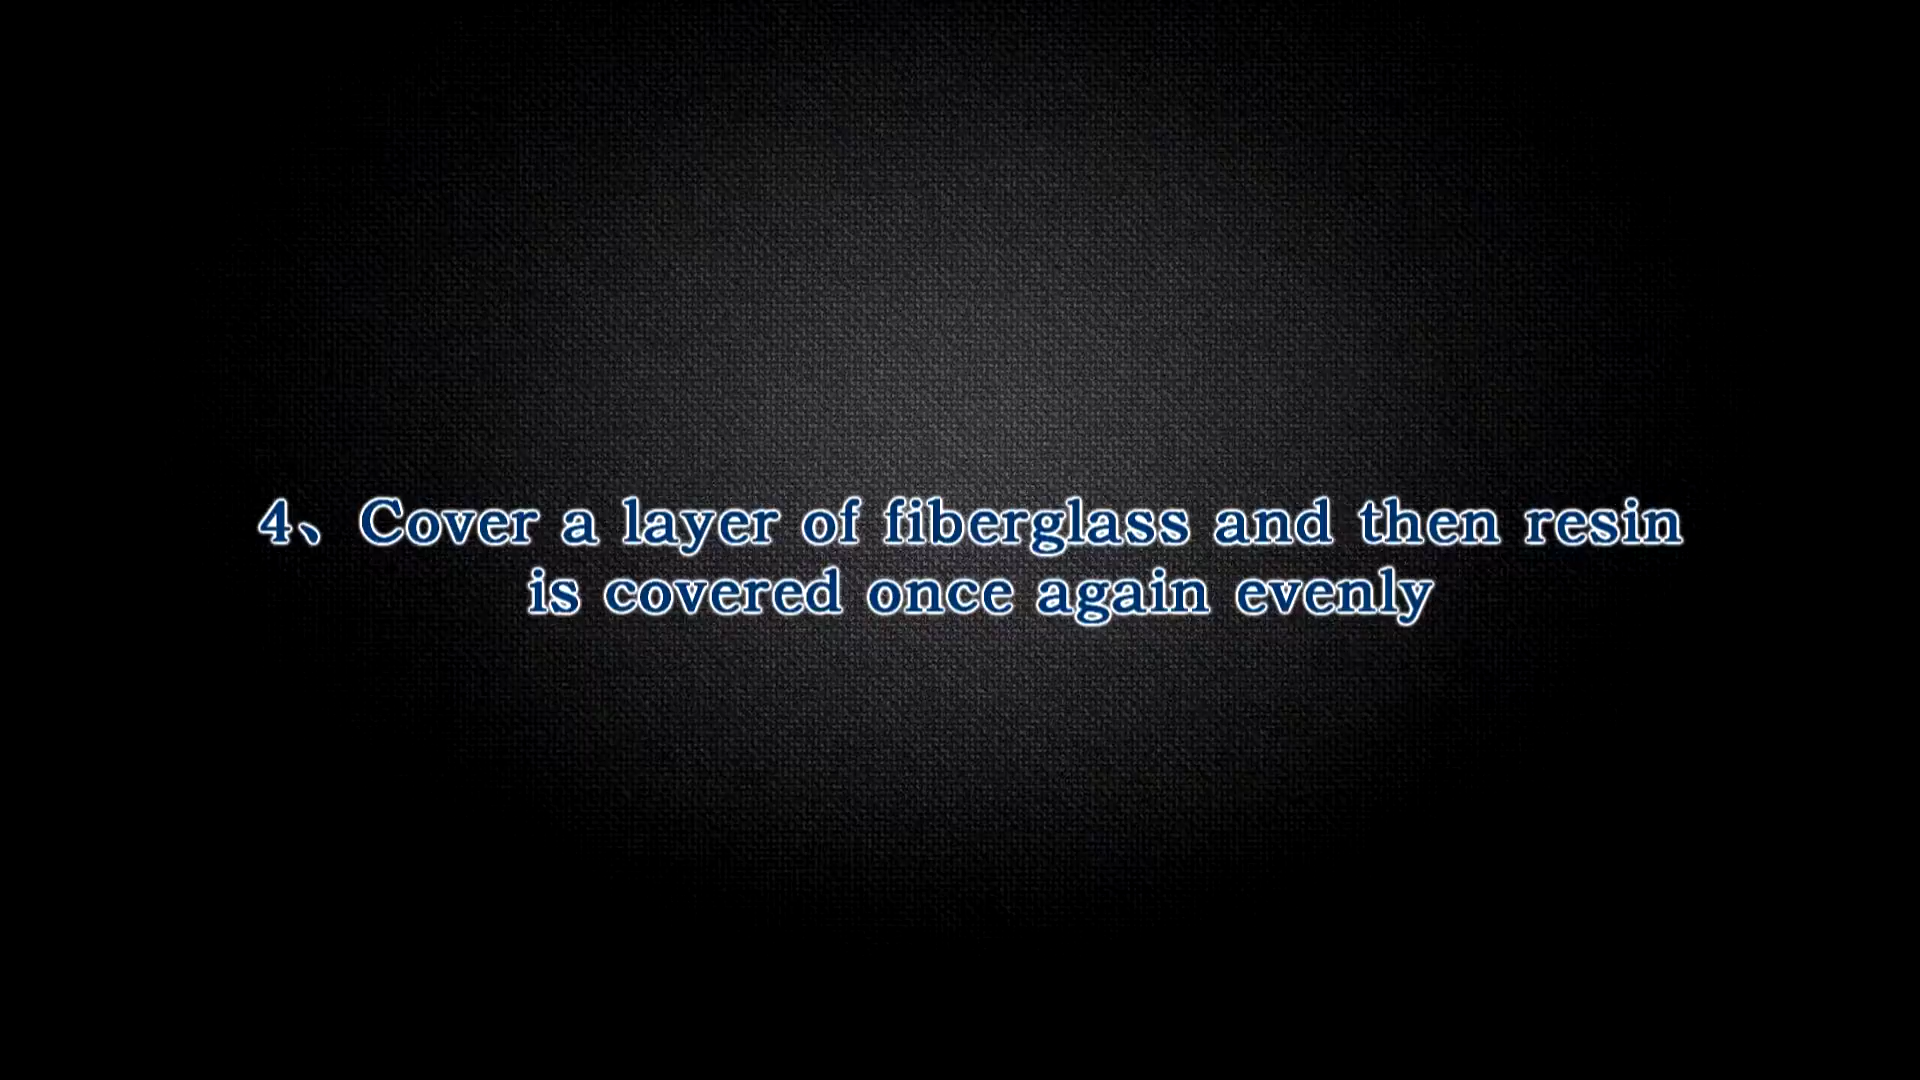 4、Cover a layer of fiberglass and then resin
is covered once again evenly